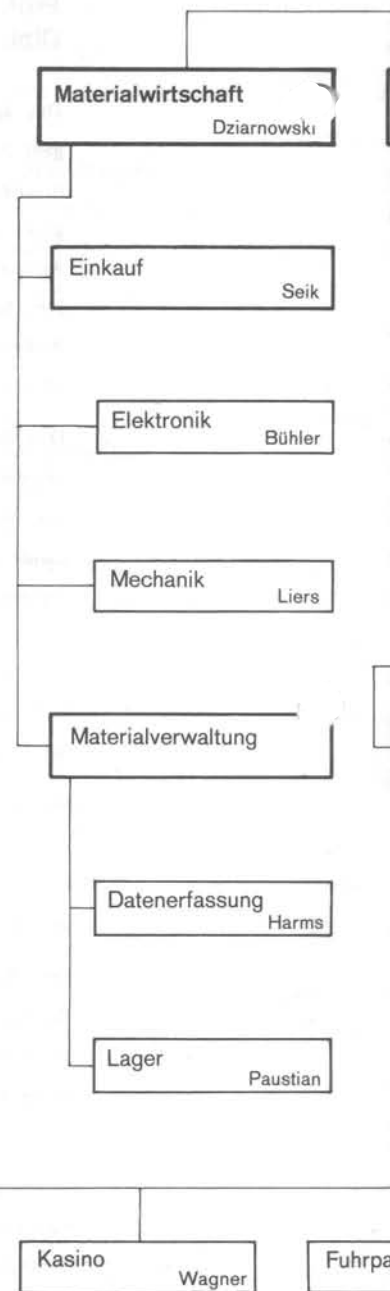 Materialwirtschaft
Dziarnowski
Einkauf
Seik
Elektronik
Bühler
Mechanik
Liers
Materialverwaltung
Datenerfassung
Harms
Lager
Paustian
Kasino
Wagner